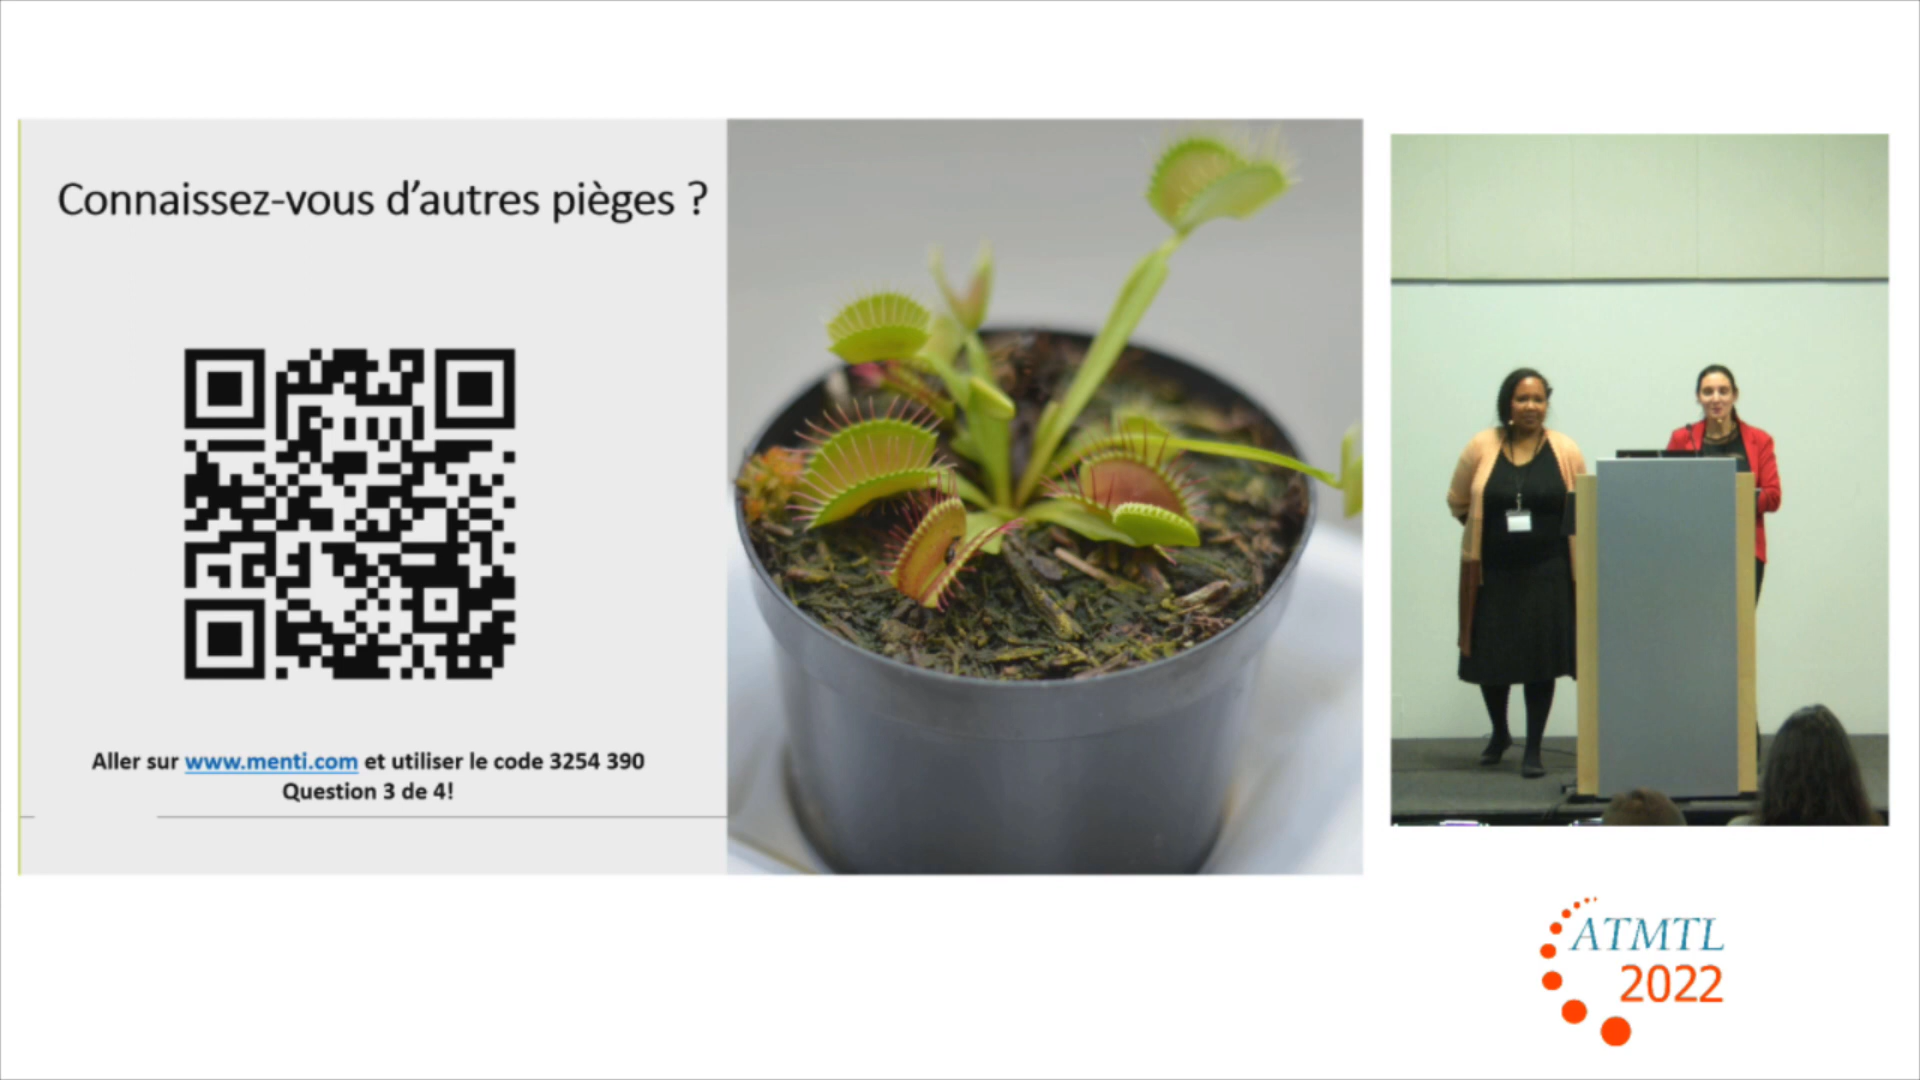 Connaissez-vous d’autres pièges ?
Aller sur www.menti.com et utiliser le code 3254 390
Question 3 de 4!
ATMTL
2022